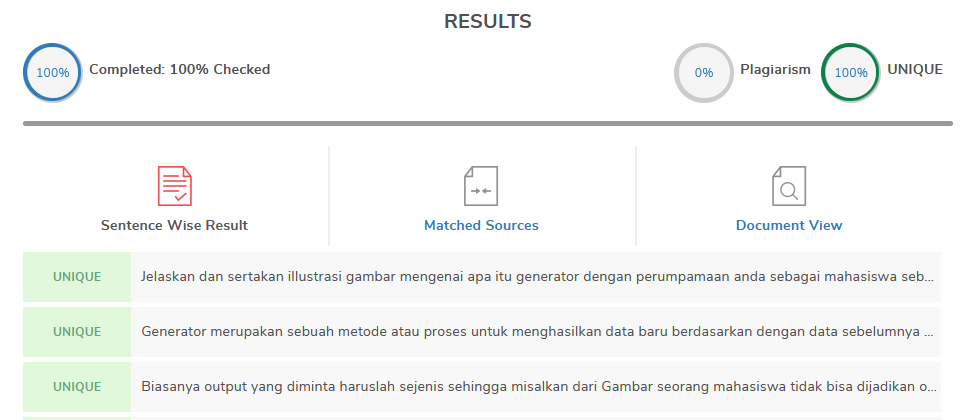 RESULTS
100% Completed: 100% Checked 0% Plagiarism 100% UNIQUE
Sentence Wise Result Matched Sources Document View
UNIQUE Jelaskan dan sertakan illustrasi gambar mengenai apa itu generator dengan perumpamaan anda sebagai mahasiswa seb...
UNIQUE Generator merupakan sebuah metode atau proses untuk menghasilkan data baru berdasarkan dengan data sebelumnya ...
UNIQUE Biasanya output yang diminta haruslah sejenis sehingga misalkan dari Gambar seorang mahasiswa tidak bisa dijadikan o...